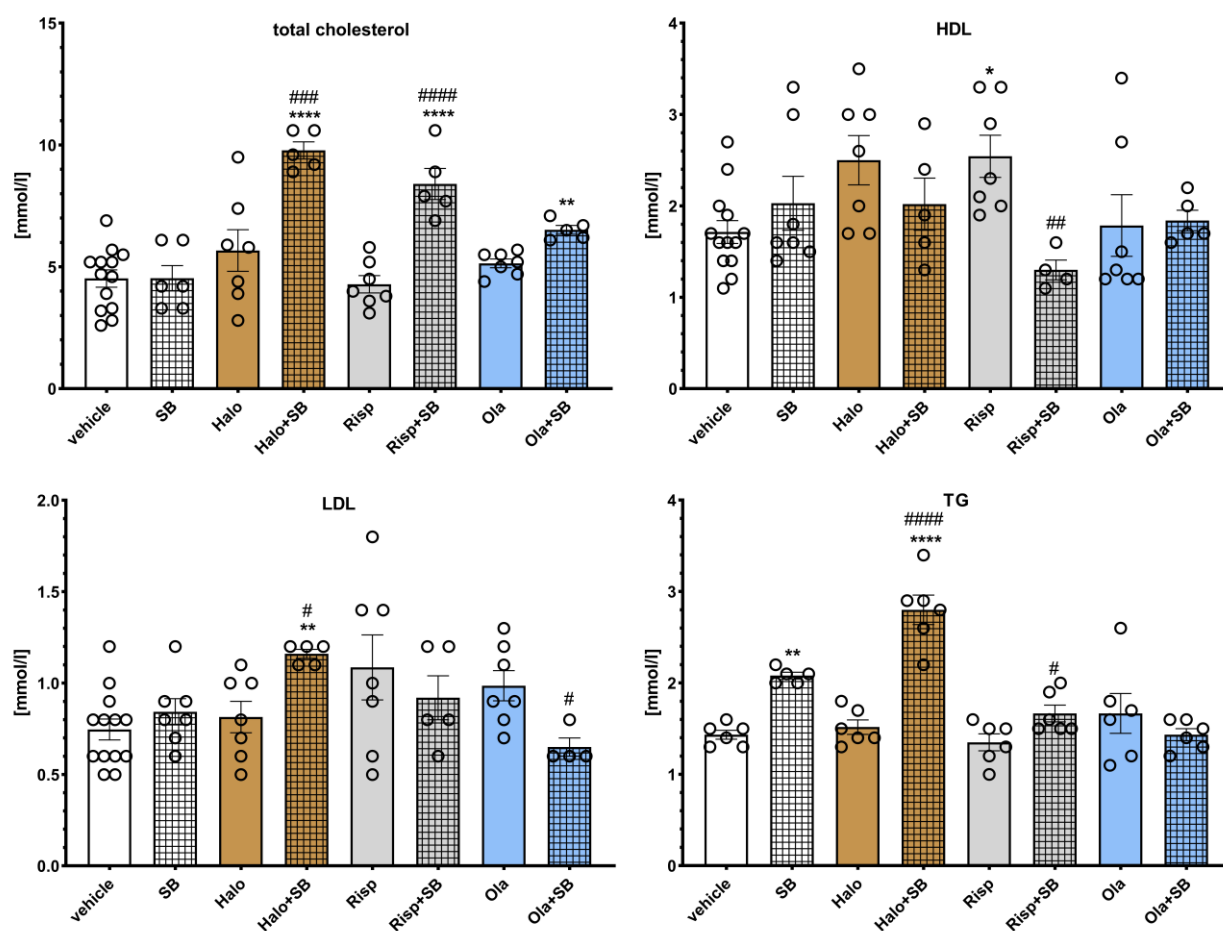 total cholesterol
[mmol/l]
15
10
5
0
###
****
####
****
**
vehicle
SB
Halo
Halo+SB
Risp
Risp+SB
Ola
Ola+SB
HDL
[mmol/l]
4
3
2
1
0
*
##
vehicle
SB
Halo
Halo+SB
Risp
Risp+SB
Ola
Ola+SB
LDL
[mmol/l]
2.0
1.5
1.0
0.5
0.0
#
**
#
vehicle
SB
Halo
Halo+SB
Risp
Risp+SB
Ola
Ola+SB
TG
[mmol/l]
4
3
2
1
0
**
####
****
#
vehicle
SB
Halo
Halo+SB
Risp
Risp+SB
Ola
Ola+SB